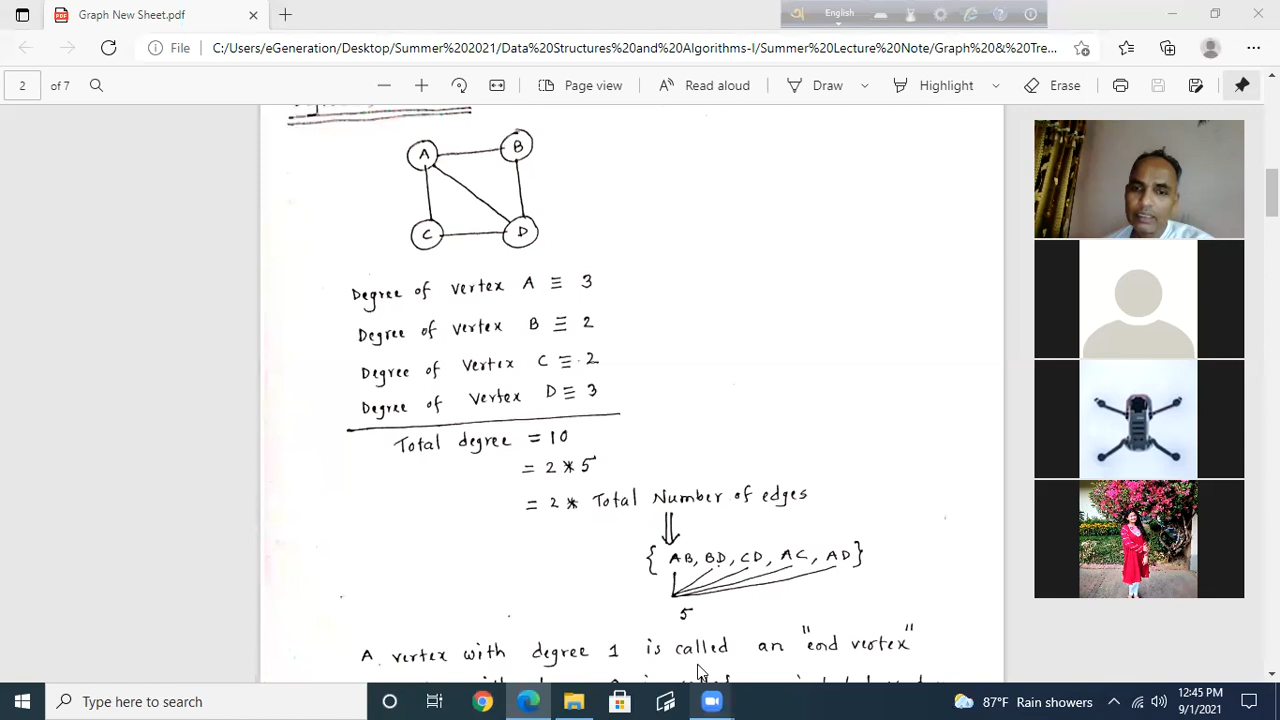 Graph New Sheet.pdf
English
File
C:/Users/eGeneration/Desktop/Summer%202021/Data%20Structures%20and%20Algorithms-I/Summer%20Lecture%20Note/Graph%20&%20Tre...
2 of 7
Page view
Read aloud
Draw
Highlight
Erase
A B
C D
Degree of vertex A ≡ 3
Degree of vertex B ≡ 2
Degree of vertex C ≡ 2
Degree of vertex D ≡ 3
Total degree = 10
= 2 * 5
= 2 * Total Number of edges
{ AB, BD, CD, AC, AD }
5
A vertex with degree 1 is called an "end vertex"
Type here to search
87°F Rain showers
12:45 PM
9/1/2021